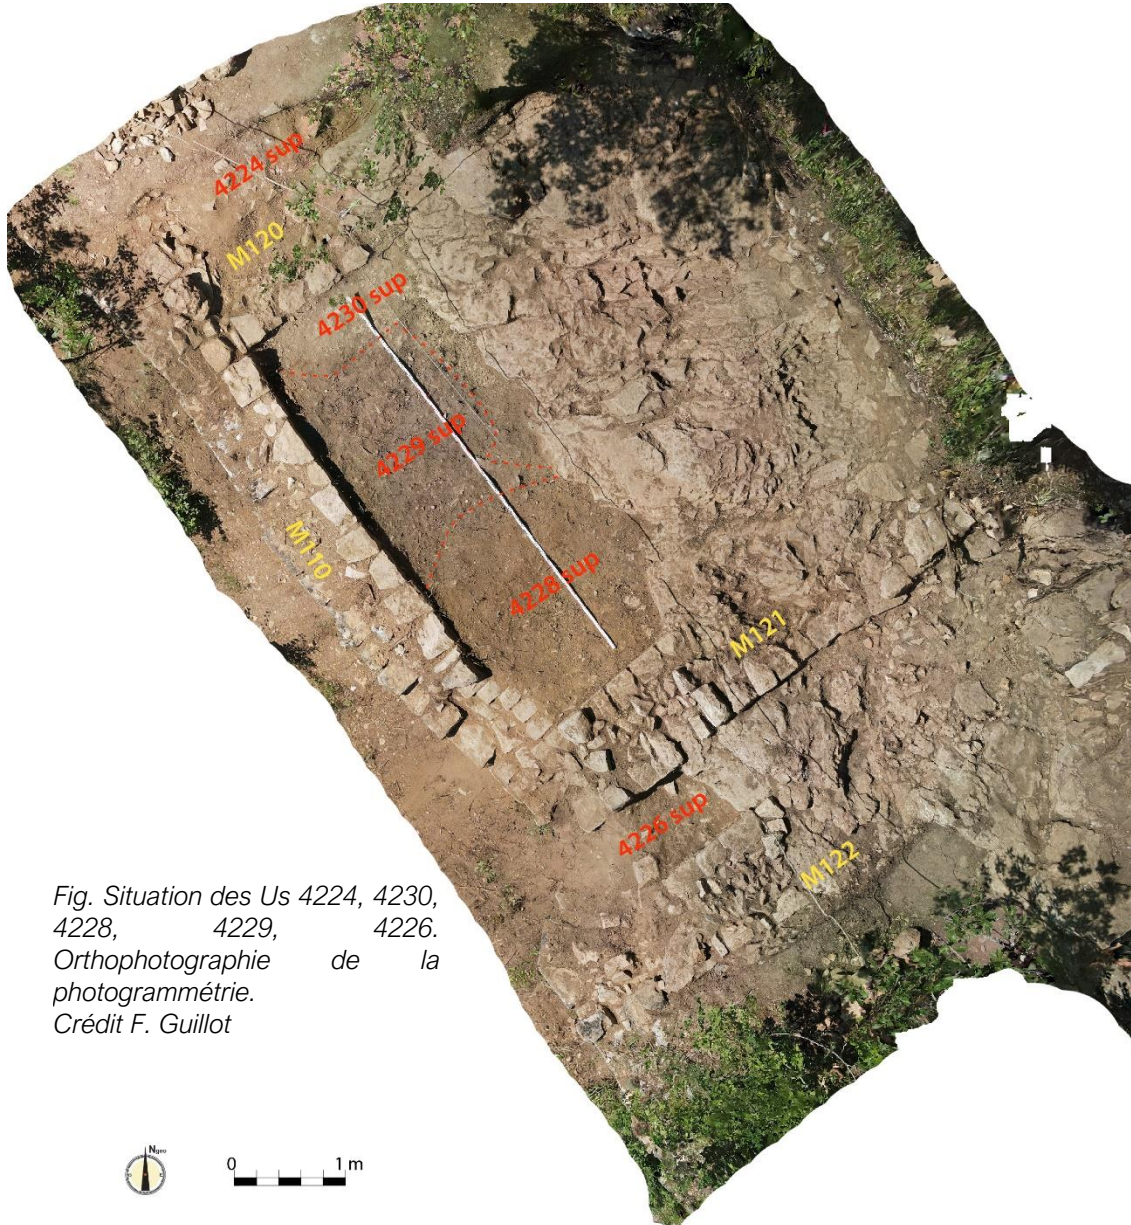 4224 sup
M120
4230 sup
4229 sup
M110
4228 sup
M121
4226 sup
M122
Fig. Situation des Us 4224, 4230,
4228, 4229, 4226.
Orthophotographie de la
photogrammétrie.
Crédit F. Guillot
Ngeo
0 1 m